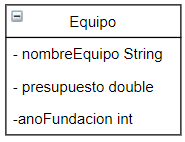 Equipo
- nombreEquipo String
- presupuesto double
-anoFundacion int